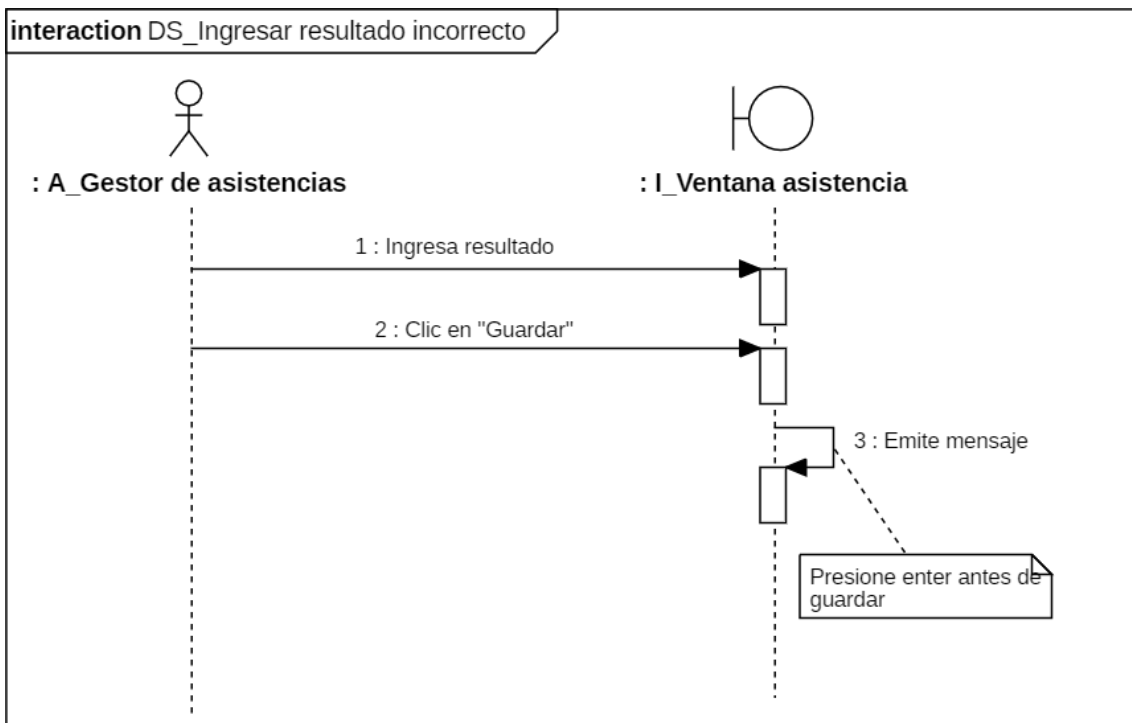 interaction DS_Ingresar resultado incorrecto
: A_Gestor de asistencias
: I_Ventana asistencia
1 : Ingresa resultado
2 : Clic en "Guardar"
3 : Emite mensaje
Presione enter antes de
guardar